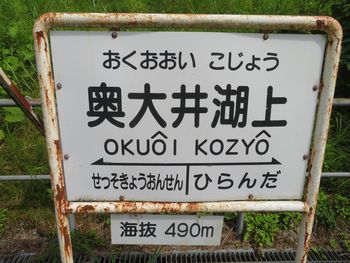 おくおおい こじょう
奥大井湖上
OKUÔI KOZYÔ
せっそきょうおんせん ひらんだ
海抜 490m